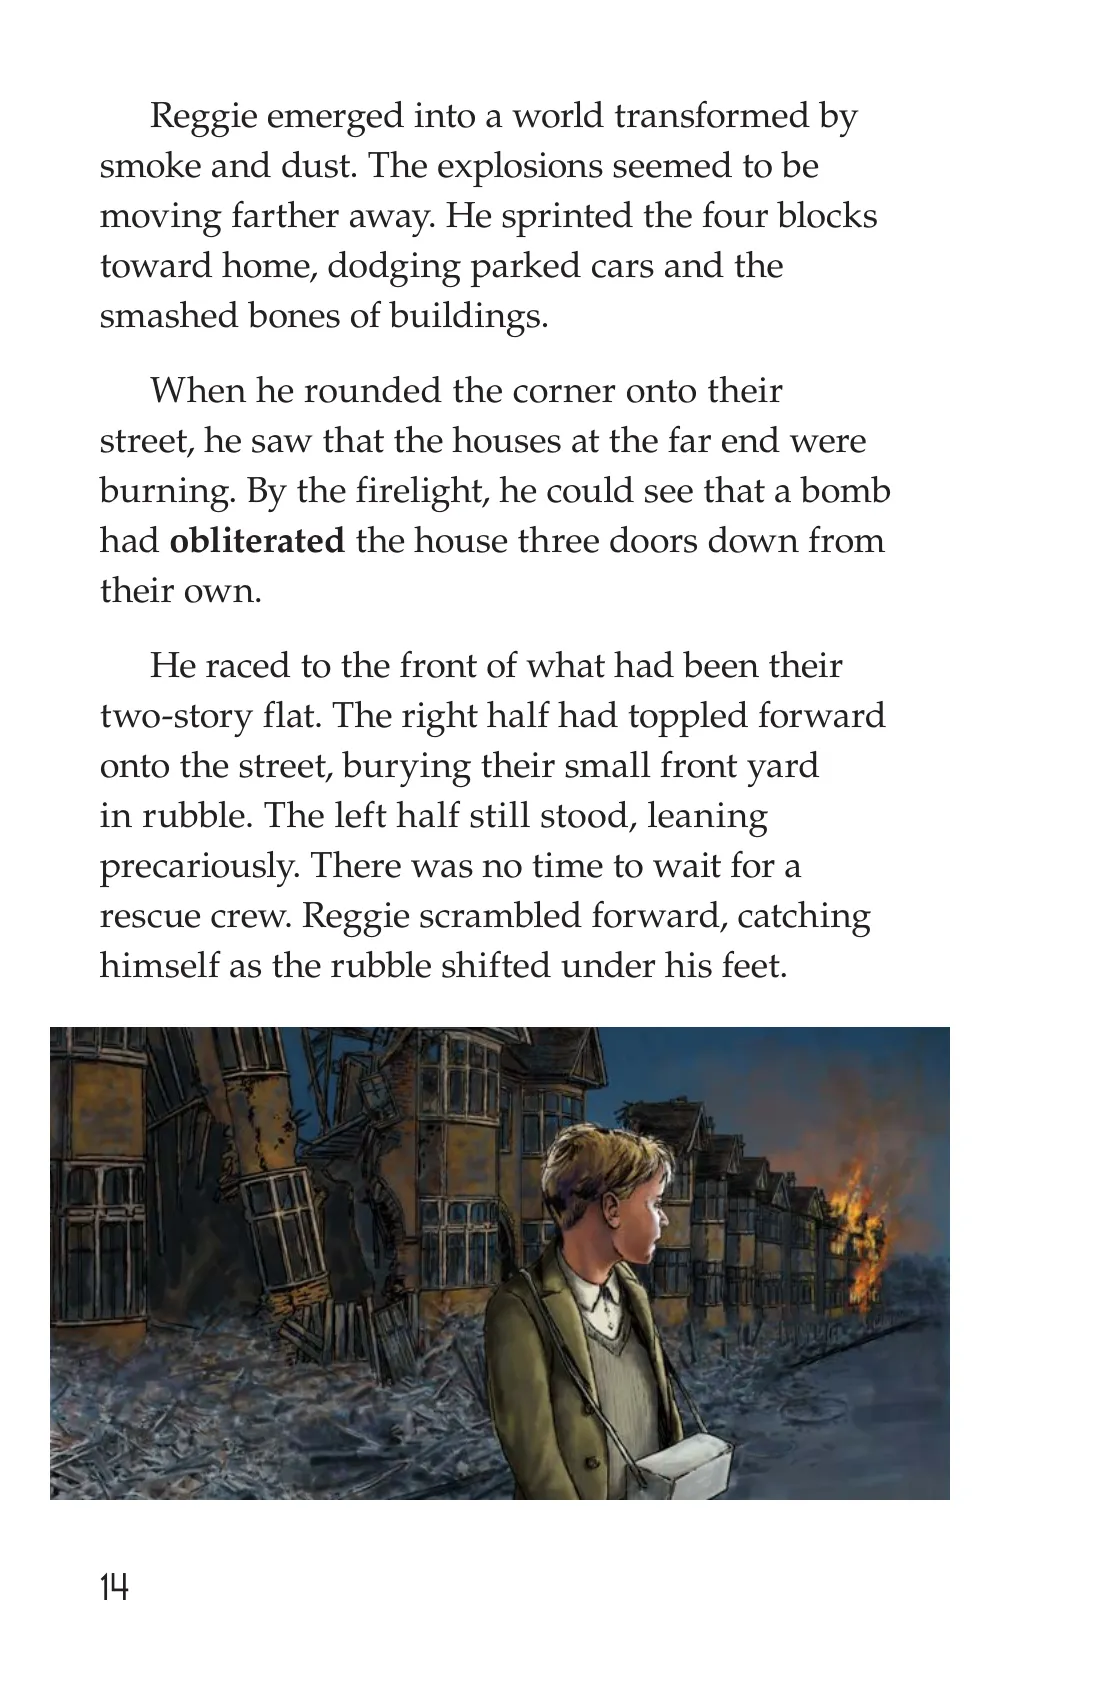 Reggie emerged into a world transformed by
smoke and dust. The explosions seemed to be
moving farther away. He sprinted the four blocks
toward home, dodging parked cars and the
smashed bones of buildings.
When he rounded the corner onto their
street, he saw that the houses at the far end were
burning. By the firelight, he could see that a bomb
had obliterated the house three doors down from
their own.
He raced to the front of what had been their
two-story flat. The right half had toppled forward
onto the street, burying their small front yard
in rubble. The left half still stood, leaning
precariously. There was no time to wait for a
rescue crew. Reggie scrambled forward, catching
himself as the rubble shifted under his feet.
14